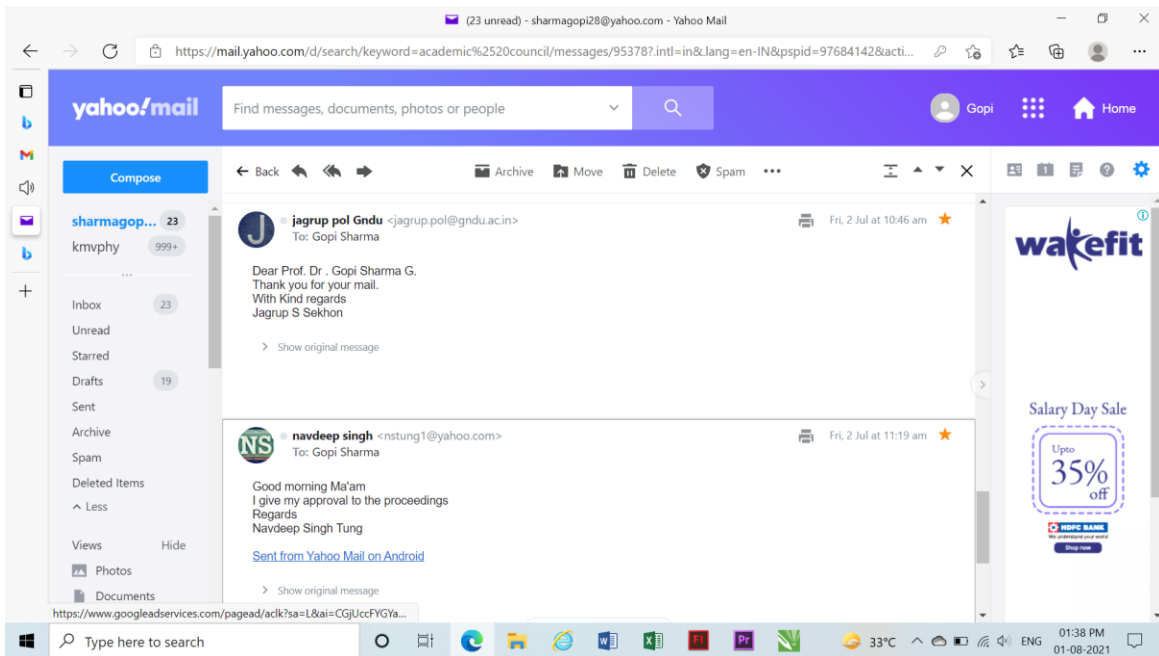 (23 unread) - sharmagopi28@yahoo.com - Yahoo Mail
https://mail.yahoo.com/d/search/keyword=academic%2520council/messages/95378?.intl=in&.lang=en-IN&pspid=97684142&acti...
yahoo!mail
Find messages, documents, photos or people
Gopi
Home
Compose
Back
Archive
Move
Delete
Spam
sharmagop... 23
kmvphy 999+
Inbox 23
Unread
Starred
Drafts 19
Sent
Archive
Spam
Deleted Items
Less
Views Hide
Photos
Documents
J
jagrup pol Gndu <jagrup.pol@gndu.ac.in>
Fri, 2 Jul at 10:46 am
To: Gopi Sharma
Dear Prof. Dr . Gopi Sharma G.
Thank you for your mail.
With Kind regards
Jagrup S Sekhon
Show original message
NS
navdeep singh <nstung1@yahoo.com>
Fri, 2 Jul at 11:19 am
To: Gopi Sharma
Good morning Ma'am
I give my approval to the proceedings
Regards
Navdeep Singh Tung
Sent from Yahoo Mail on Android
Show original message
wakefit
Salary Day Sale
Upto
35%
off
HDFC BANK
We understand your world
Shop now
https://www.googleadservices.com/pagead/aclk?sa=L&ai=CGjUccFYGYa...
Type here to search
33°C
ENG
01:38 PM
01-08-2021